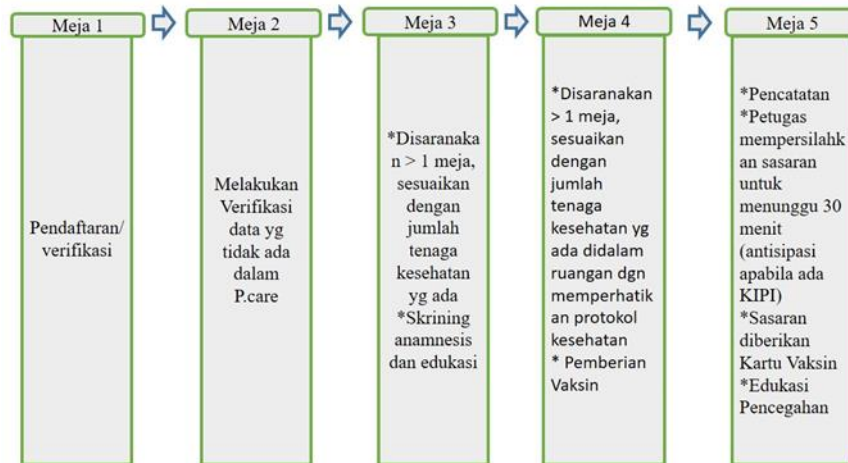 Meja 1
Pendaftaran/
verifikasi
Meja 2
Melakukan
Verifikasi
data yg
tidak ada
dalam
P.care
Meja 3
*Disaranaka
n > 1 meja,
sesuaikan
dengan
jumlah
tenaga
kesehatan
yg ada
*Skrining
anamnesis
dan edukasi
Meja 4
*Disaranakan
> 1 meja,
sesuaikan
dengan
jumlah
tenaga
kesehatan yg
ada didalam
ruangan dgn
memperhatik
an protokol
kesehatan
* Pemberian
Vaksin
Meja 5
*Pencatatan
*Petugas
mempersilahk
an sasaran
untuk
menunggu 30
menit
(antisipasi
apabila ada
KIPI)
*Sasaran
diberikan
Kartu Vaksin
*Edukasi
Pencegahan